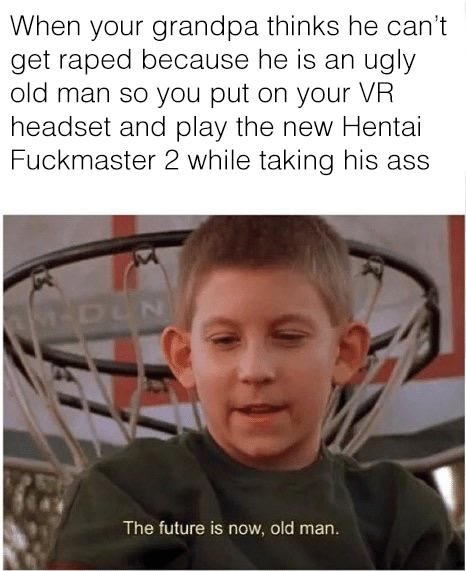 When your grandpa thinks he can't
get raped because he is an ugly
old man so you put on your VR
headset and play the new Hentai
Fuckmaster 2 while taking his ass
M-DUN
The future is now, old man.